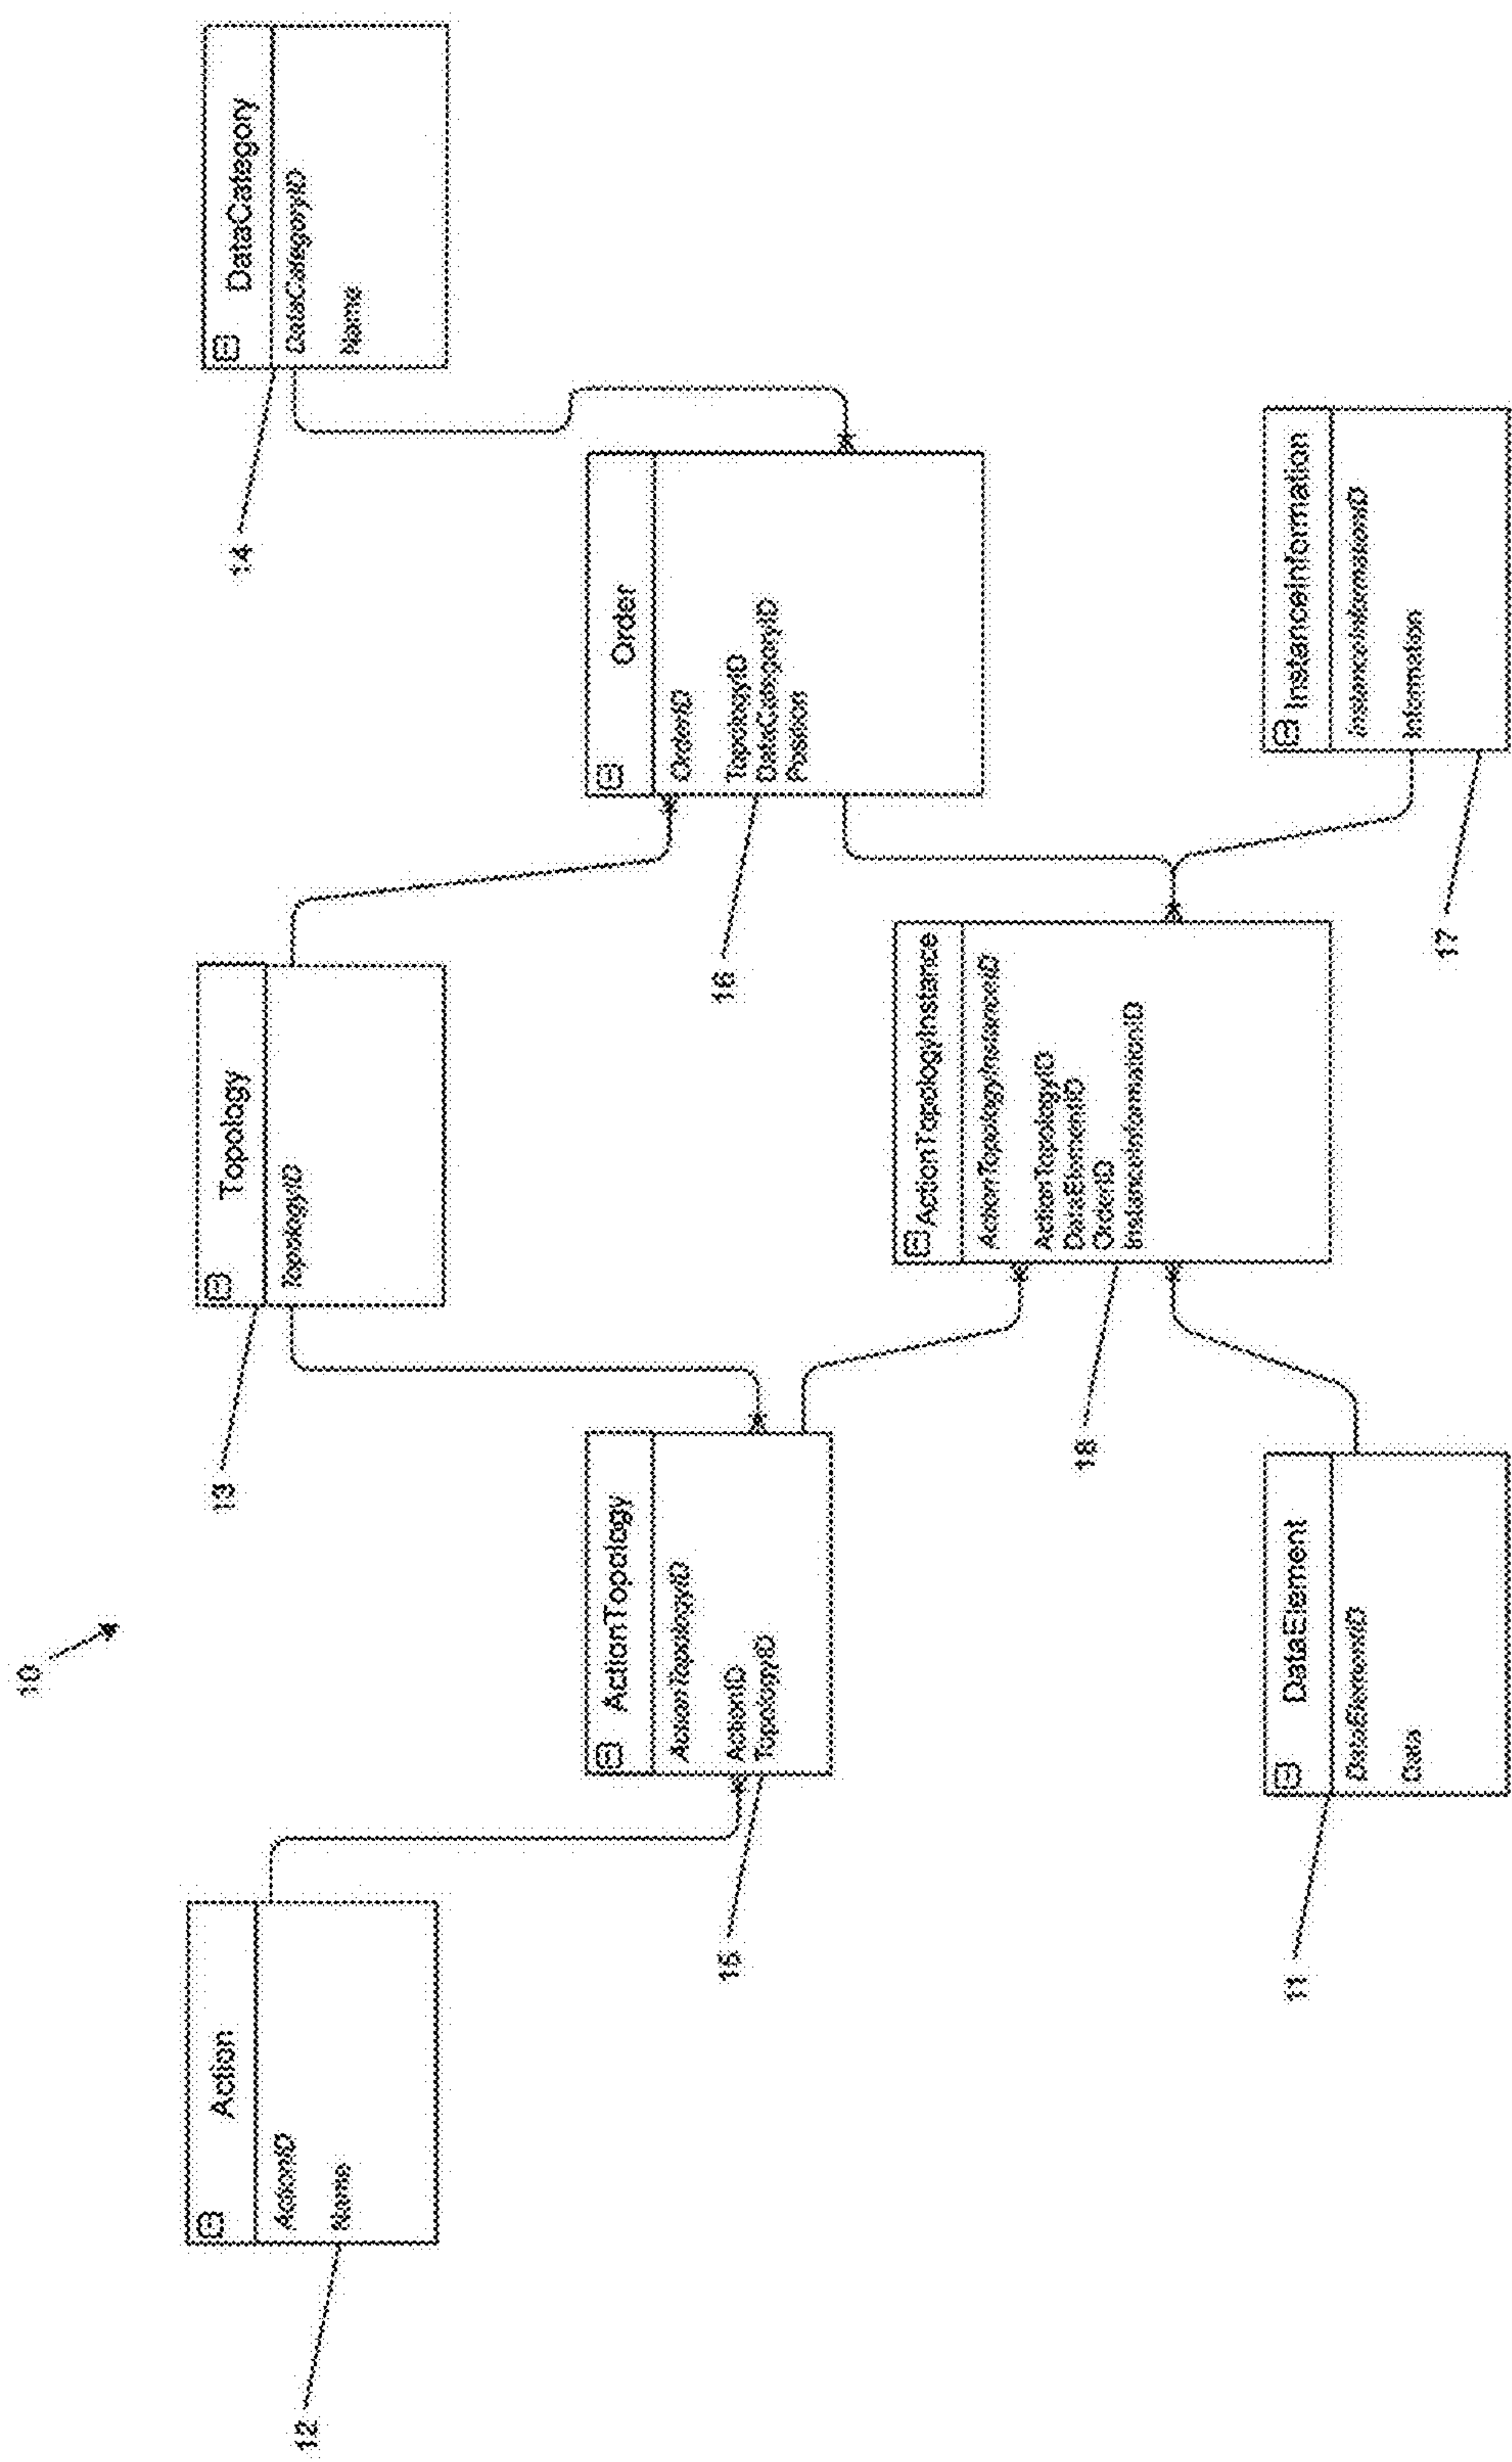 10
12
Action
ActionID
Name
13
Topology
TopologyID
14
DataCategory
DataCategoryID
Name
15
ActionTopology
ActionTopologyID
ActionID
TopologyID
16
Order
OrderID
TopologyID
DataCategoryID
Position
18
ActionTopologyInstance
ActionTopologyInstanceID
ActionTopologyID
DataElementID
OrderID
InstanceInformationID
11
DataElement
DataElementID
Data
17
InstanceInformation
InstanceInformationID
Information